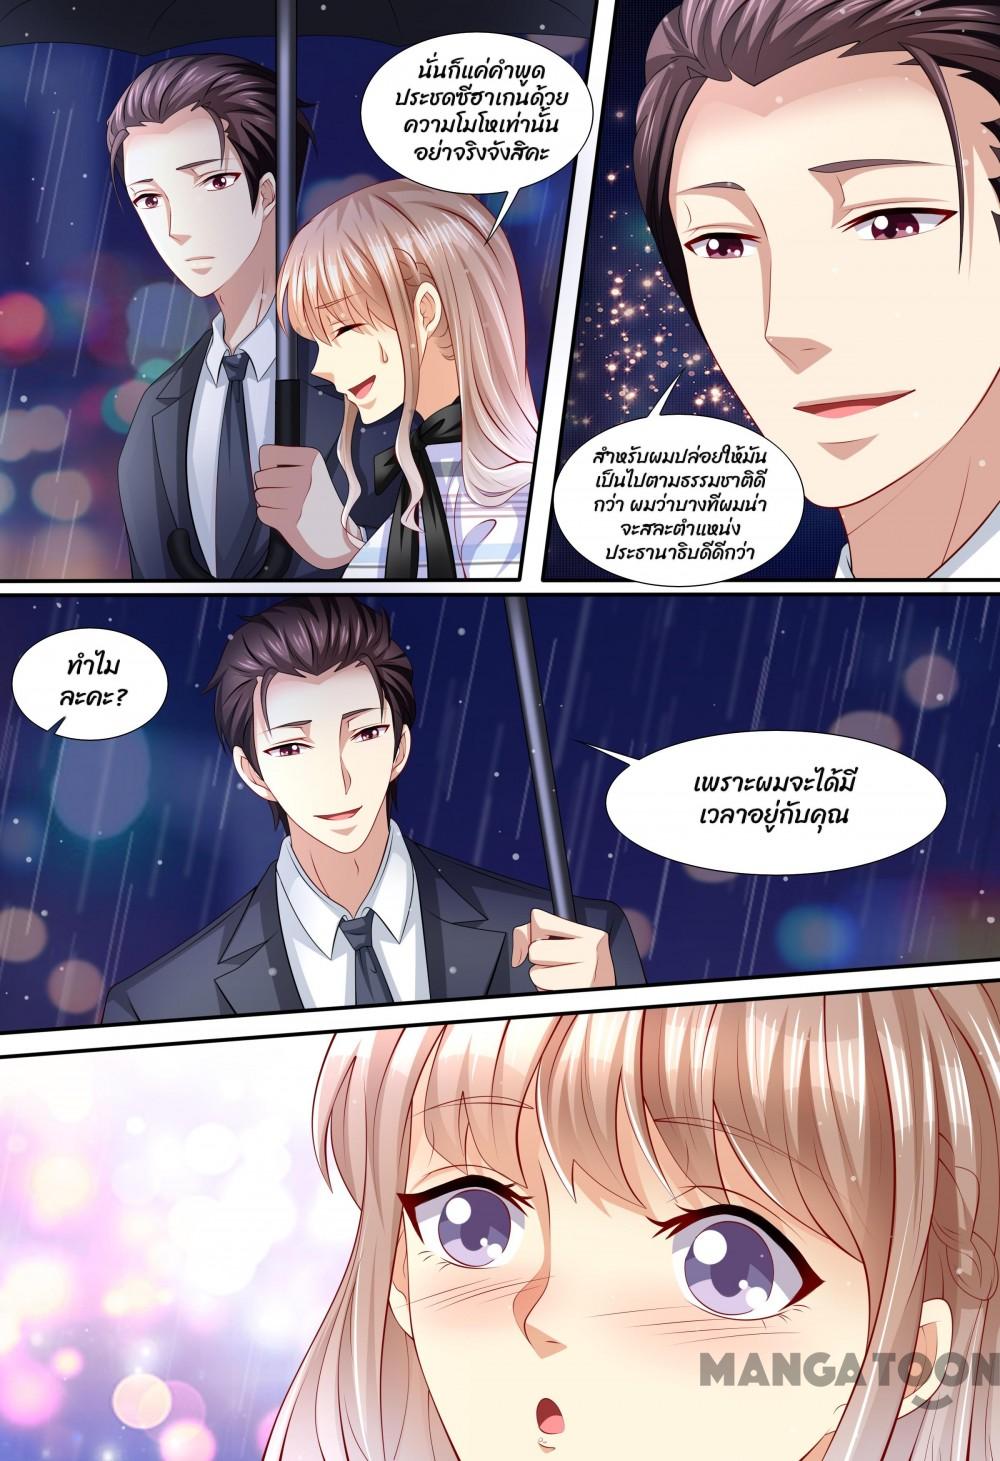 นั่นก็แค่คำพูด
ประชดซีฮาเกนด้วย
ความโมโหเท่านั้น
อย่าจริงจังสิคะ
สำหรับผมปล่อยให้มัน
เป็นไปตามธรรมชาติดี
กว่า ผมว่าบางทีผมน่า
จะสละตำแหน่ง
ประธานาธิบดีดีกว่า
ทำไม
ละคะ?
เพราะผมจะได้มี
เวลาอยู่กับคุณ
MANGATOON